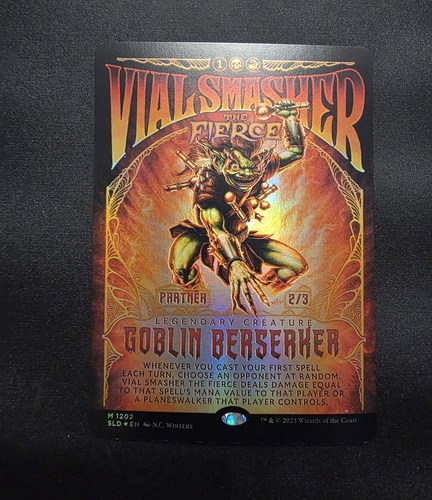 1
VIAL SMASHER
THE
FIERCE
PARTNER 2/3
LEGENDARY CREATURE
GOBLIN BERSERKER
WHENEVER YOU CAST YOUR FIRST SPELL
EACH TURN, CHOOSE AN OPPONENT AT RANDOM.
VIAL SMASHER THE FIERCE DEALS DAMAGE EQUAL
TO THAT SPELL'S MANA VALUE TO THAT PLAYER OR
A PLANESWALKER THAT PLAYER CONTROLS.
M 1202
SLD ★ EN N.C. WINTERS ™ & © 2023 Wizards of the Coast